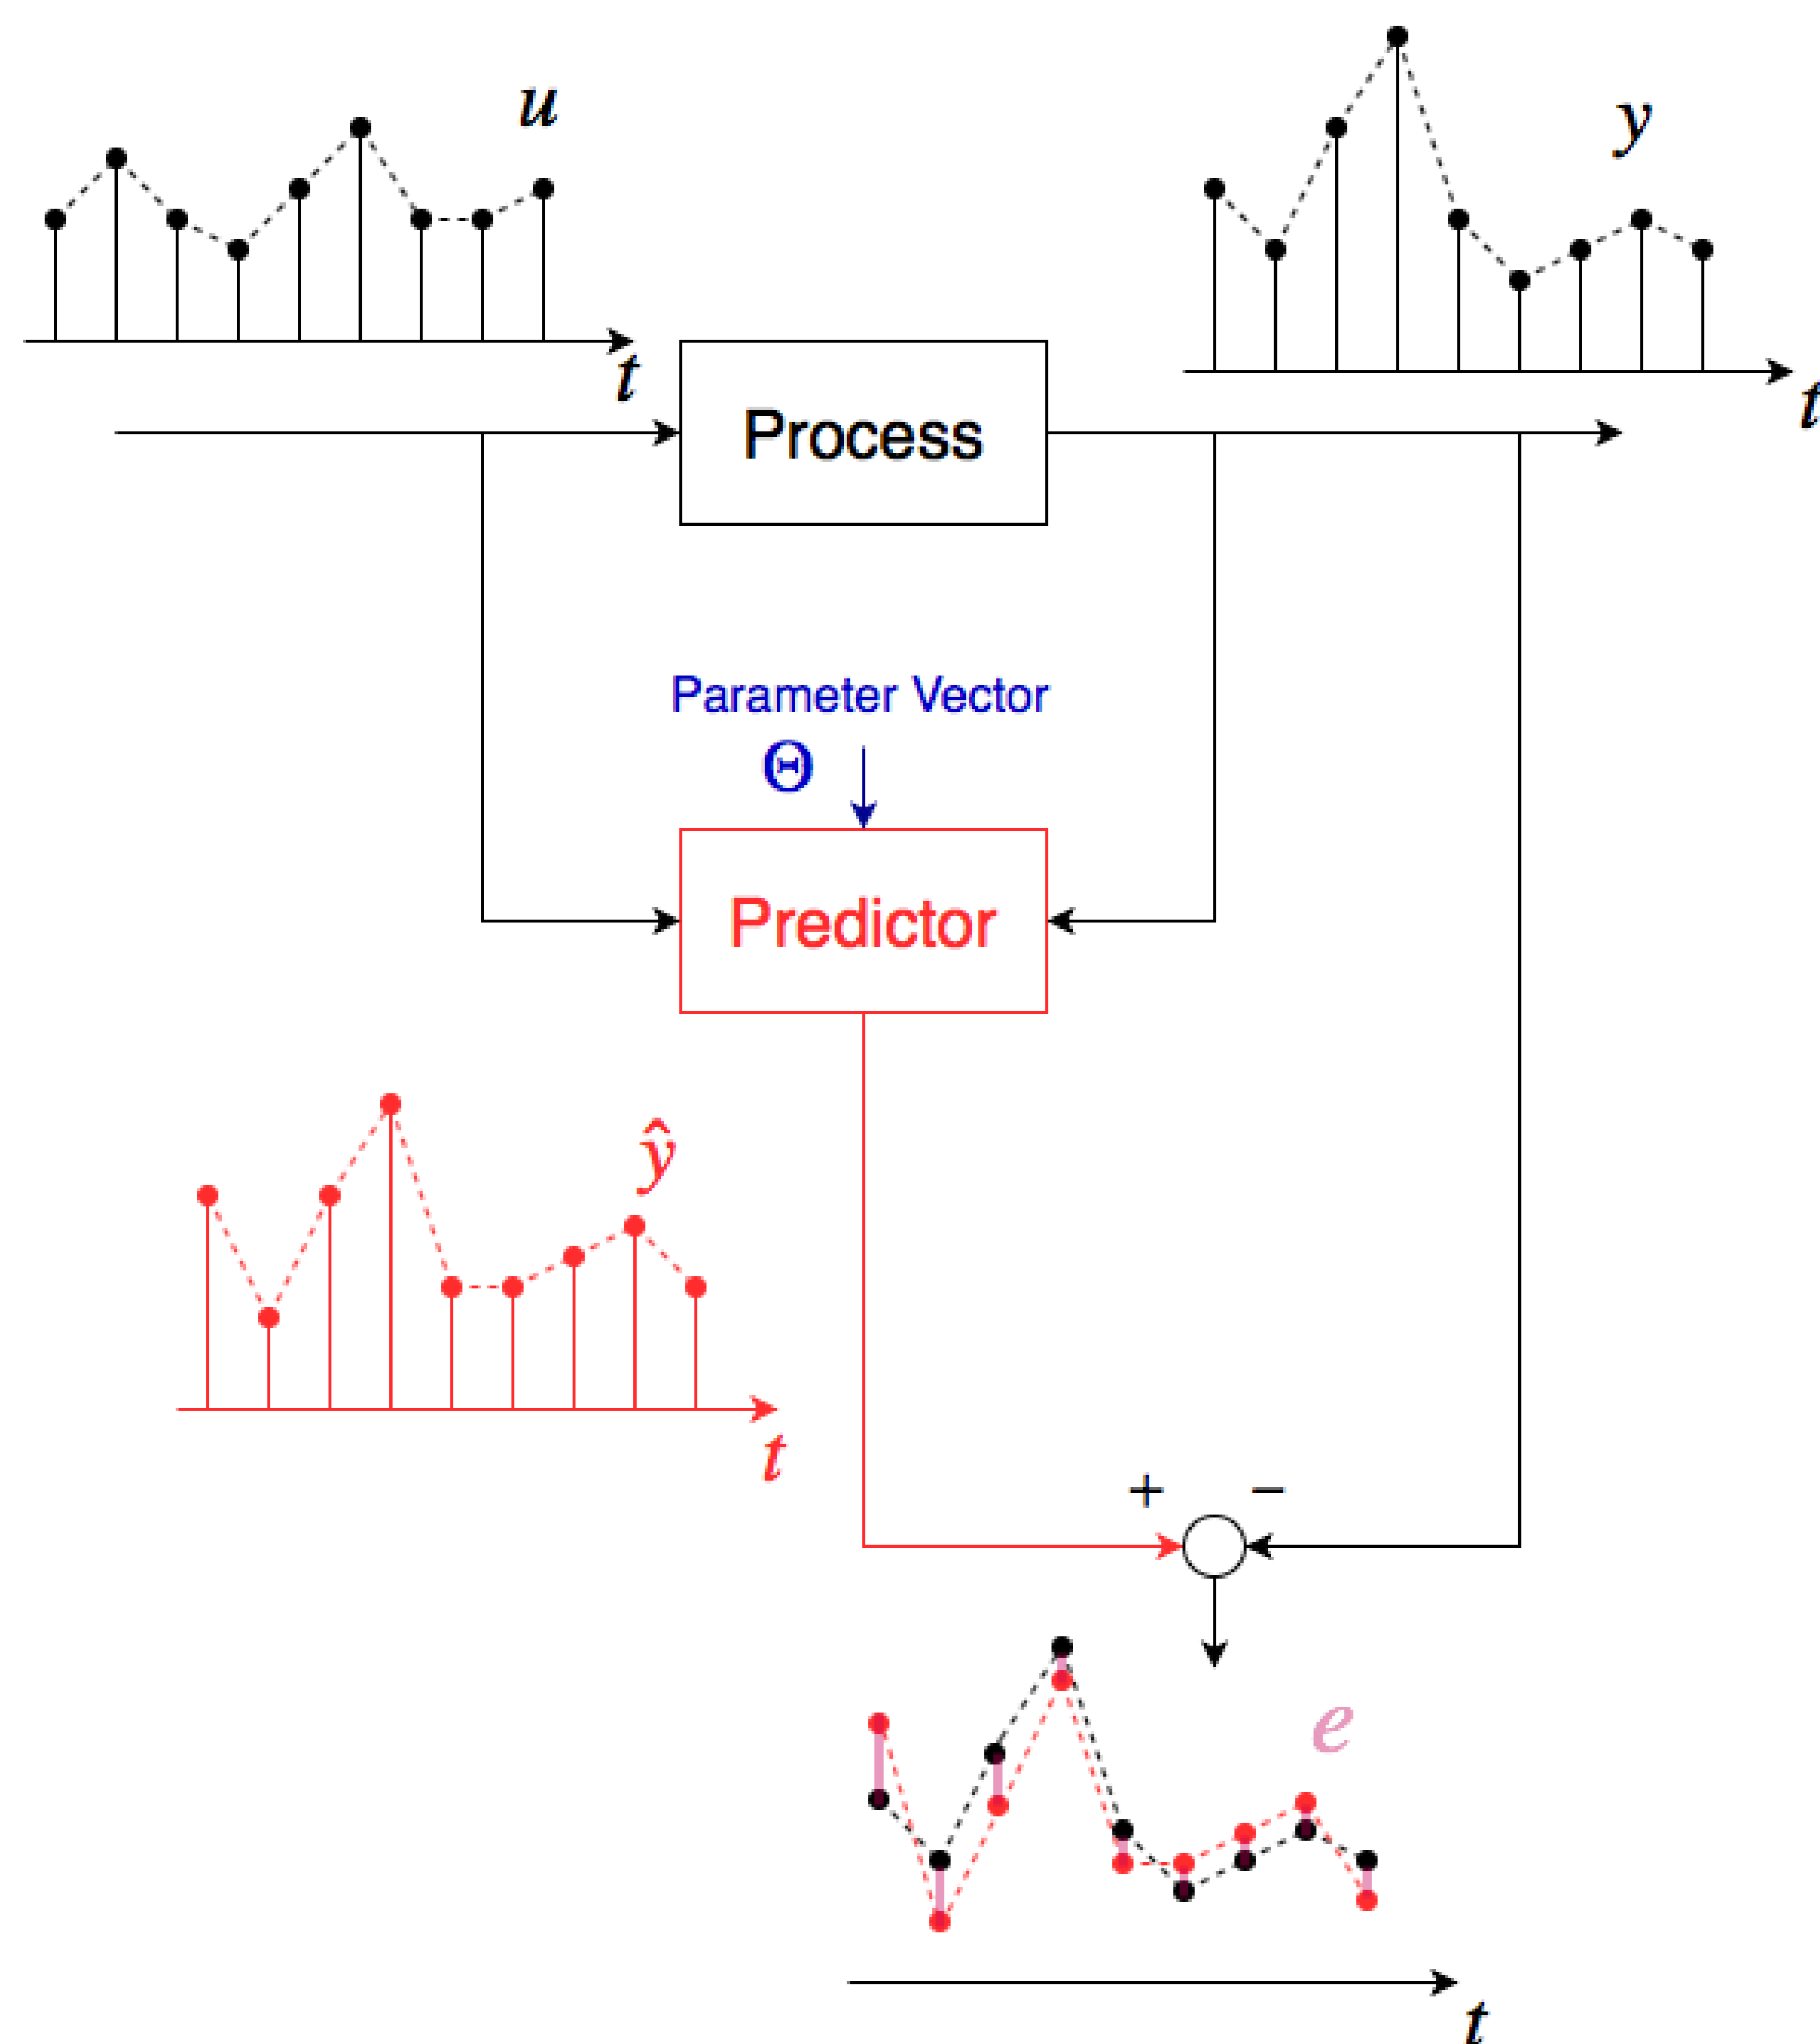 u
y
t
t
Process
Parameter Vector
Θ
Predictor
ŷ
t
+ −
e
t